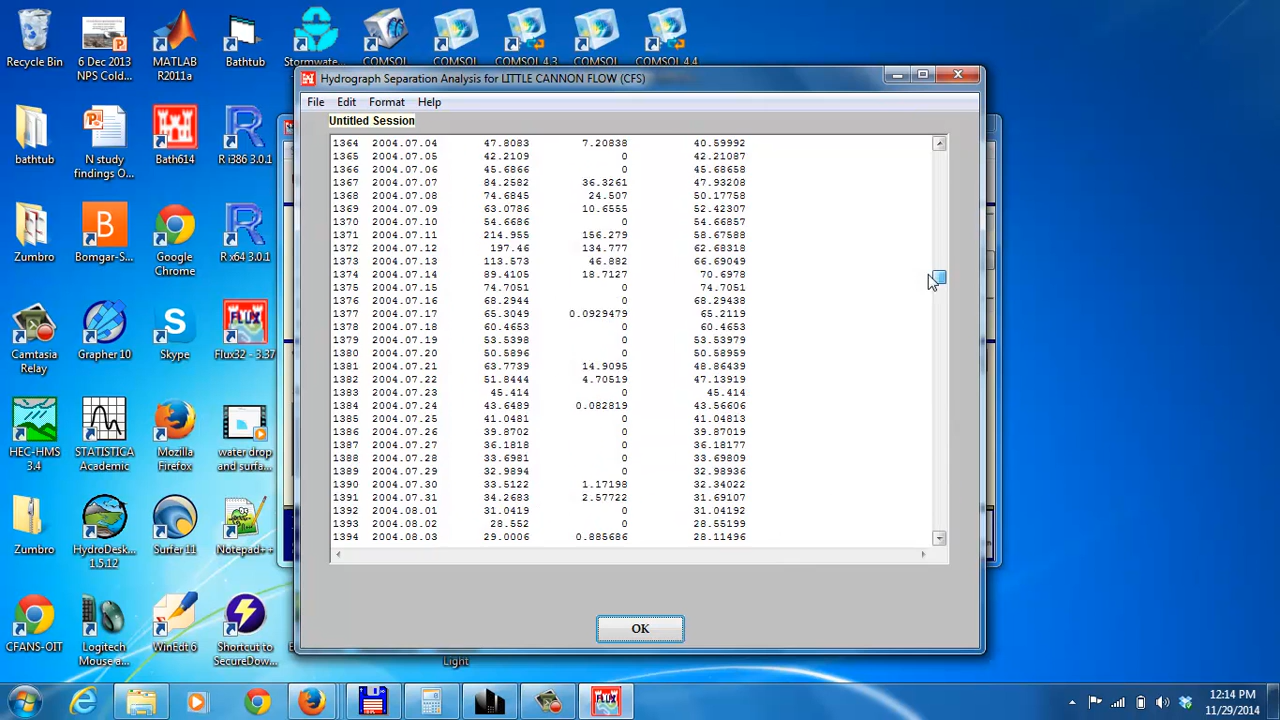 Recycle Bin
6 Dec 2013
NPS Cold...
MATLAB
R2011a
Bathtub
Stormwate...
COMSOL
COMSOL
COMSOL 4.3
COMSOL
COMSOL 4.4
bathtub
N study
findings O...
Bath614
R i386 3.0.1
Zumbro
Bomgar-S...
Google
Chrome
R x64 3.0.1
Camtasia
Relay
Grapher 10
Skype
FLUX
Flux32 - 3.37
HEC-HMS
3.4
STATISTICA
Academic
Mozilla
Firefox
water drop
and surfa...
Zumbro
HydroDesk...
1.5.12
Surfer11
Notepad++
CFANS-OIT
Logitech
Mouse a...
WinEdt 6
Shortcut to
SecureDow...
Light
Hydrograph Separation Analysis for LITTLE CANNON FLOW (CFS)
File Edit Format Help
Untitled Session
1364 2004.07.04 47.8083 7.20838 40.59992
1365 2004.07.05 42.2109 0 42.21087
1366 2004.07.06 45.6866 0 45.68658
1367 2004.07.07 84.2582 36.3261 47.93208
1368 2004.07.08 74.6845 24.507 50.17758
1369 2004.07.09 63.0786 10.6555 52.42307
1370 2004.07.10 54.6686 0 54.66857
1371 2004.07.11 214.955 156.279 58.67588
1372 2004.07.12 197.46 134.777 62.68318
1373 2004.07.13 113.573 46.882 66.69049
1374 2004.07.14 89.4105 18.7127 70.6978
1375 2004.07.15 74.7051 0 74.7051
1376 2004.07.16 68.2944 0 68.29438
1377 2004.07.17 65.3049 0.0929479 65.2119
1378 2004.07.18 60.4653 0 60.4653
1379 2004.07.19 53.5398 0 53.53979
1380 2004.07.20 50.5896 0 50.58959
1381 2004.07.21 63.7739 14.9095 48.86439
1382 2004.07.22 51.8444 4.70519 47.13919
1383 2004.07.23 45.414 0 45.414
1384 2004.07.24 43.6489 0.082819 43.56606
1385 2004.07.25 41.0481 0 41.04813
1386 2004.07.26 39.8702 0 39.87019
1387 2004.07.27 36.1818 0 36.18177
1388 2004.07.28 33.6981 0 33.69809
1389 2004.07.29 32.9894 0 32.98936
1390 2004.07.30 33.5122 1.17198 32.34022
1391 2004.07.31 34.2683 2.57722 31.69107
1392 2004.08.01 31.0419 0 31.04192
1393 2004.08.02 28.552 0 28.55199
1394 2004.08.03 29.0006 0.885686 28.11496
OK
FLUX
12:14 PM
11/29/2014